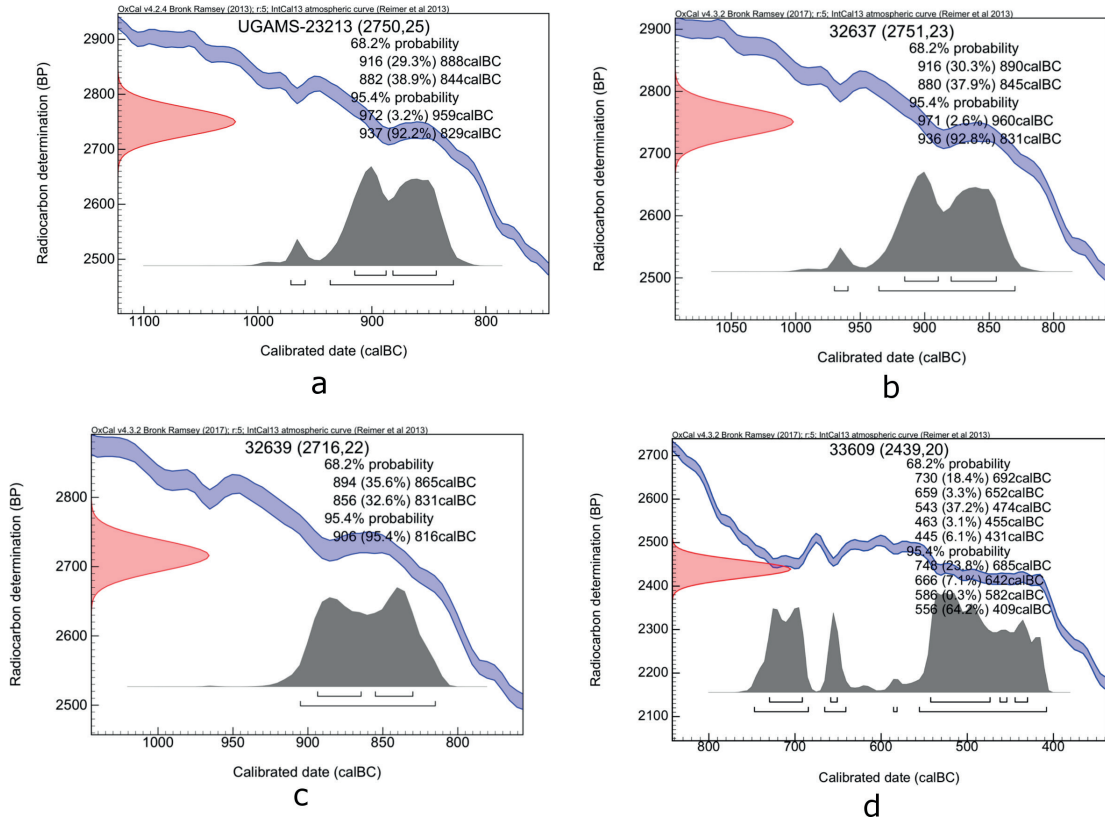 OxCal v4.2.4 Bronk Ramsey (2013); r:5; IntCal13 atmospheric curve (Reimer et al 2013)
UGAMS-23213 (2750,25)
68.2% probability
916 (29.3%) 888calBC
882 (38.9%) 844calBC
95.4% probability
972 (3.2%) 959calBC
937 (92.2%) 829calBC
Radiocarbon determination (BP)
2900
2800
2700
2600
2500
1100 1000 900 800
Calibrated date (calBC)
a
OxCal v4.3.2 Bronk Ramsey (2017); r:5; IntCal13 atmospheric curve (Reimer et al 2013)
32637 (2751,23)
68.2% probability
916 (30.3%) 890calBC
880 (37.9%) 845calBC
95.4% probability
971 (2.6%) 960calBC
936 (92.8%) 831calBC
Radiocarbon determination (BP)
2900
2800
2700
2600
2500
1050 1000 950 900 850 800
Calibrated date (calBC)
b
OxCal v4.3.2 Bronk Ramsey (2017); r:5; IntCal13 atmospheric curve (Reimer et al 2013)
32639 (2716,22)
68.2% probability
894 (35.6%) 865calBC
856 (32.6%) 831calBC
95.4% probability
906 (95.4%) 816calBC
Radiocarbon determination (BP)
2800
2700
2600
2500
1000 950 900 850 800
Calibrated date (calBC)
c
OxCal v4.3.2 Bronk Ramsey (2017); r:5; IntCal13 atmospheric curve (Reimer et al 2013)
33609 (2439,20)
68.2% probability
730 (18.4%) 692calBC
659 (3.3%) 652calBC
543 (37.2%) 474calBC
463 (3.1%) 455calBC
445 (6.1%) 431calBC
95.4% probability
748 (23.8%) 685calBC
666 (7.1%) 642calBC
586 (0.3%) 582calBC
556 (64.2%) 409calBC
Radiocarbon determination (BP)
2700
2600
2500
2400
2300
2200
2100
800 700 600 500 400
Calibrated date (calBC)
d